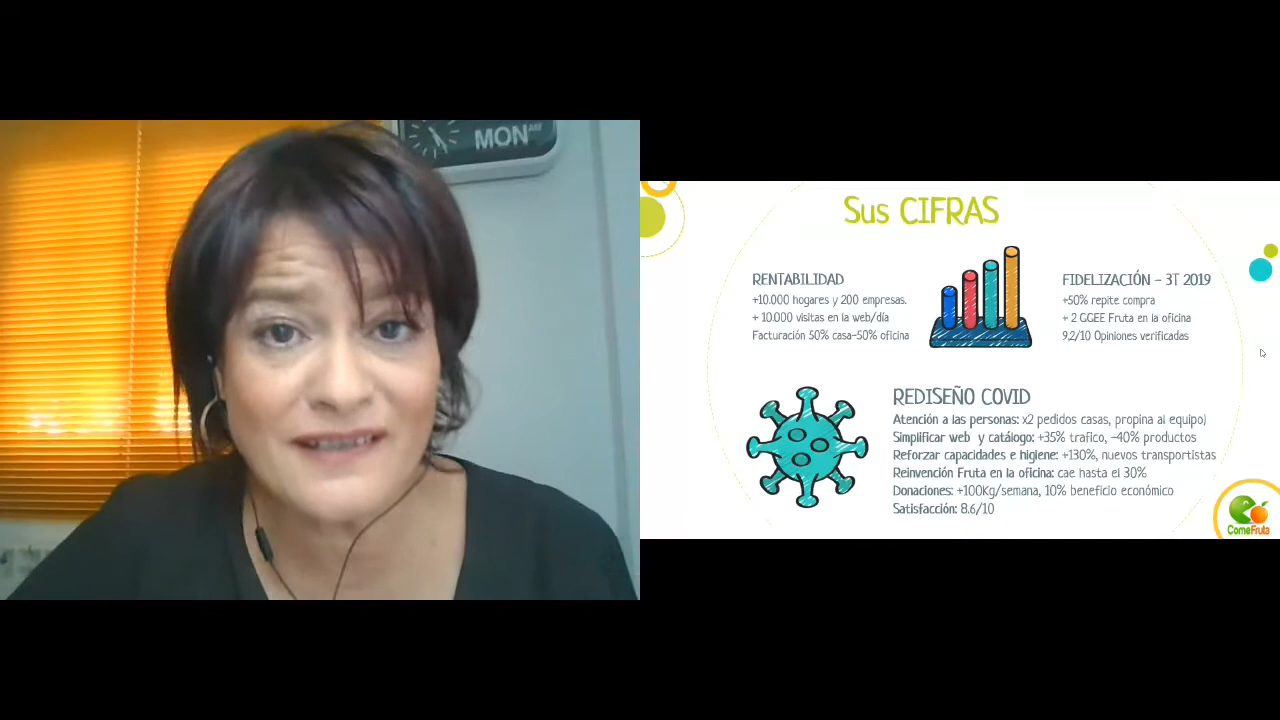 MON
Sus CIFRAS
RENTABILIDAD
+10.000 hogares y 200 empresas.
+ 10.000 visitas en la web/día
Facturación 50% casa-50% oficina
FIDELIZACIÓN - 3T 2019
+50% repite compra
+ 2 GGEE Fruta en la oficina
9,2/10 Opiniones verificadas
REDISEÑO COVID
Atención a las personas: x2 pedidos casas, propina al equipo)
Simplificar web y catálogo: +35% trafico, -40% productos
Reforzar capacidades e higiene: +130%, nuevos transportistas
Reinvención Fruta en la oficina: cae hasta el 30%
Donaciones: +100Kg/semana, 10% beneficio económico
Satisfacción: 8.6/10
ComeFruta